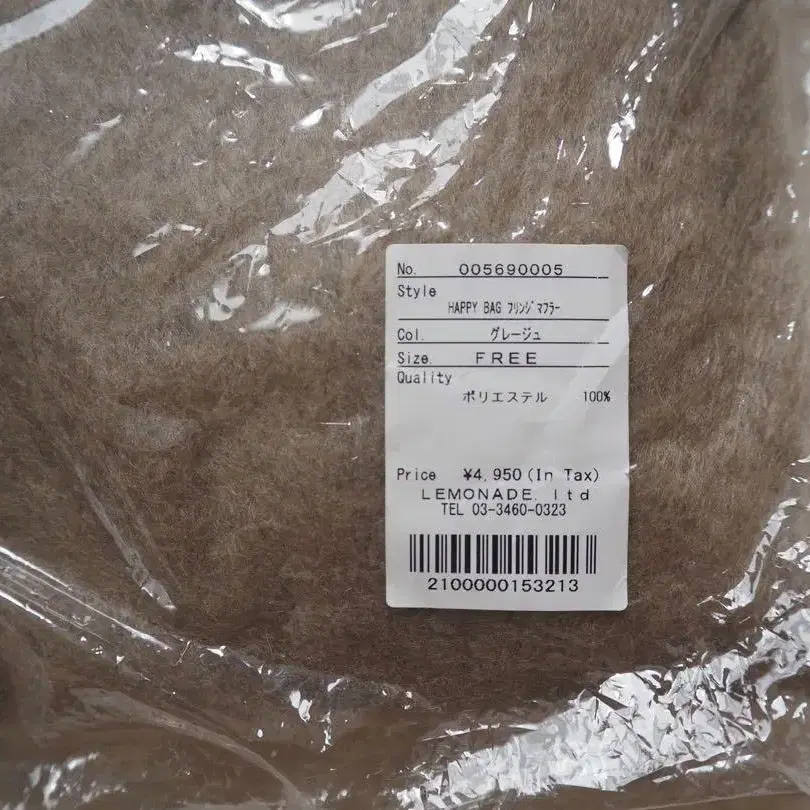 No. 005690005
Style
HAPPY BAG ﾌﾘﾝｼﾞﾏﾌﾗｰ
Col. グレージュ
Size. FREE
Quality
ポリエステル 100%
Price ¥4,950(In Tax)
LEMONADE. ltd
TEL 03-3460-0323
2100000153213